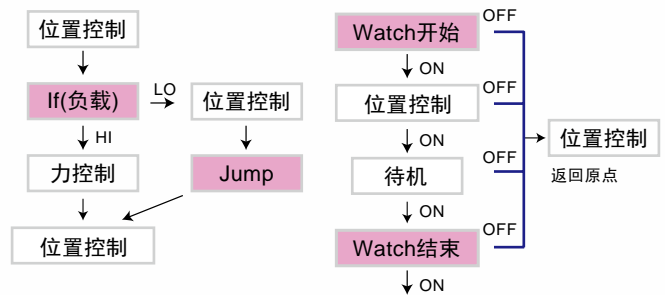 位置控制
If(负载)
LO
位置控制
HI
力控制
Jump
位置控制
Watch开始
OFF
ON
位置控制
OFF
ON
位置控制
返回原点
待机
OFF
ON
Watch结束
OFF
ON